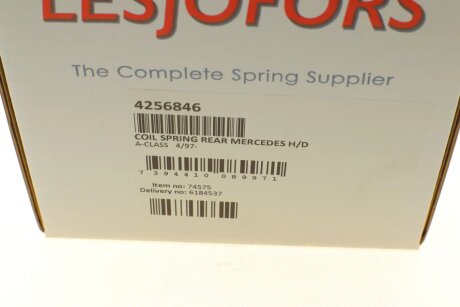 LESJÖFORS
The Complete Spring Supplier
4256846
COIL SPRING REAR MERCEDES H/D
A-CLASS 4/97-
7 394410 089971
Item no: 74575
Delivery no: 6184537